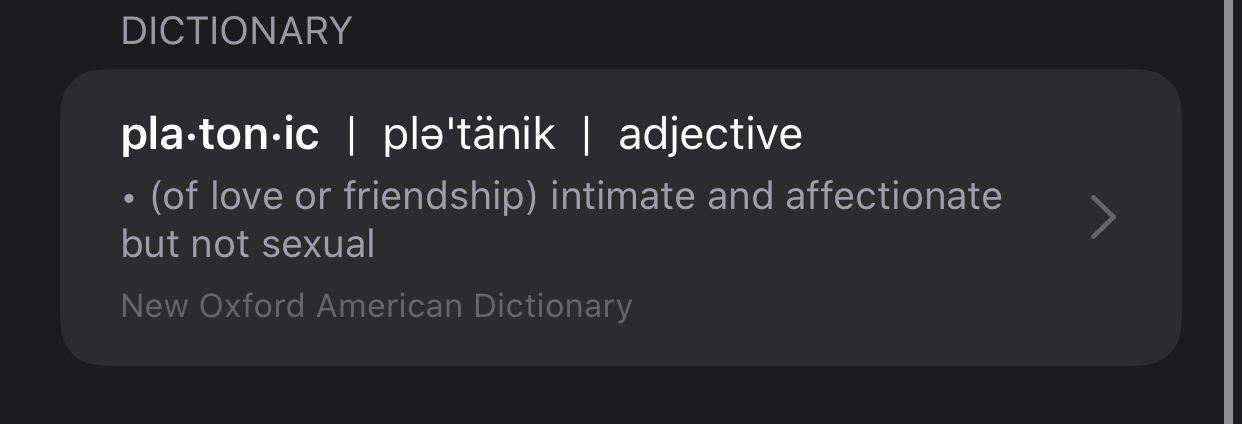 DICTIONARY
pla·ton·ic | plə'tänik | adjective
• (of love or friendship) intimate and affectionate
but not sexual
New Oxford American Dictionary